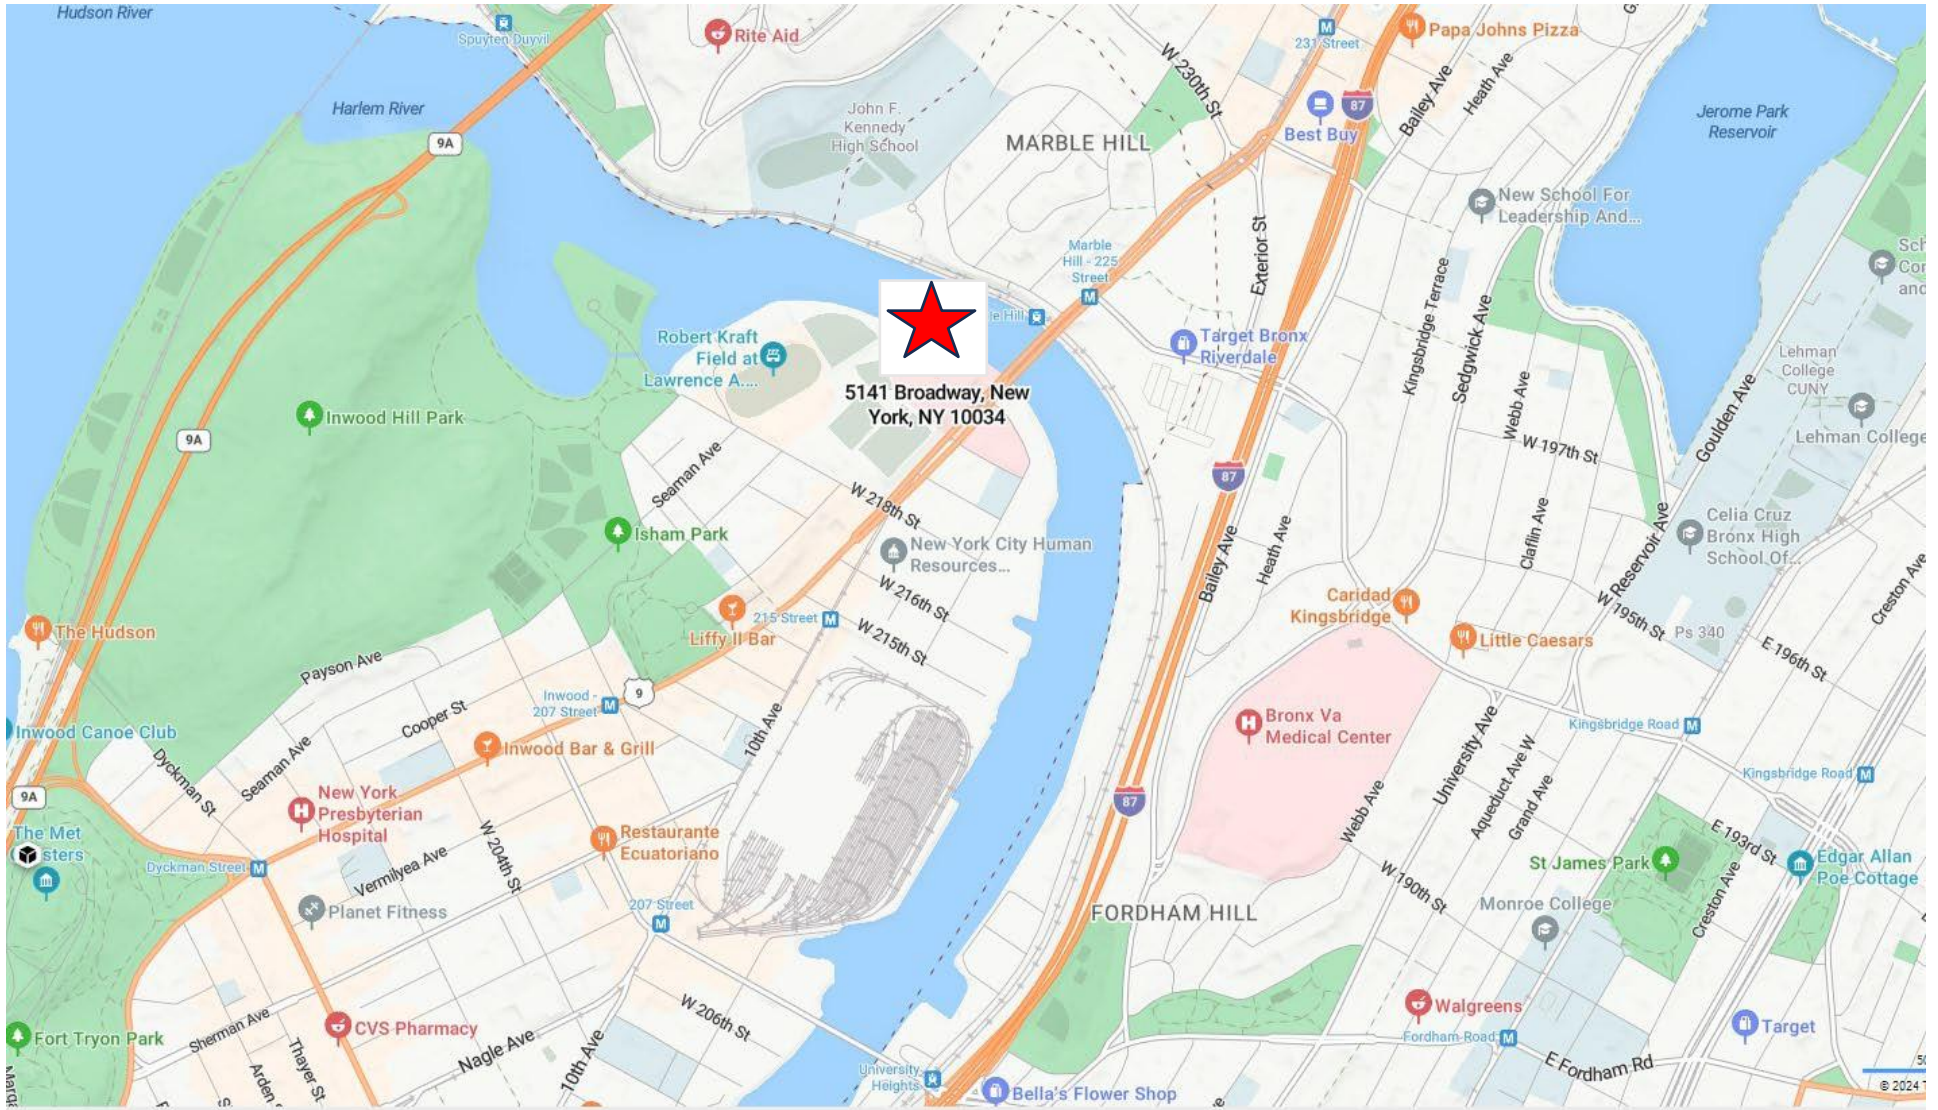 Hudson River
Spuyten Duyvil
Rite Aid
231 Street
Papa Johns Pizza
W 230th St
Bailey Ave
Heath Ave
Harlem River
9A
John F.
Kennedy
High School
MARBLE HILL
87
Best Buy
Jerome Park
Reservoir
New School For
Leadership And...
Marble
Hill - 225
Street
Exterior St
Kingsbridge Terrace
Sedgwick Ave
Robert Kraft
Field at
Lawrence A....
le Hill
Target Bronx
Riverdale
5141 Broadway, New
York, NY 10034
Lehman
College
CUNY
Goulden Ave
Lehman College
Webb Ave
W 197th St
Inwood Hill Park
9A
Seaman Ave
W 218th St
87
Isham Park
New York City Human
Resources...
W 216th St
Bailey Ave
Heath Ave
Claflin Ave
Reservoir Ave
Celia Cruz
Bronx High
School Of...
Creston Ave
Caridad
Kingsbridge
Little Caesars
W 195th St
Ps 340
E 196th St
The Hudson
Liffy II Bar
215 Street
W 215th St
Payson Ave
Inwood -
207 Street
9
Cooper St
10th Ave
Inwood Canoe Club
Inwood Bar & Grill
Dyckman St
Seaman Ave
Bronx Va
Medical Center
University Ave
Aqueduct Ave W
Grand Ave
Kingsbridge Road
Kingsbridge Road
9A
New York
Presbyterian
Hospital
W 204th St
Restaurante
Ecuatoriano
87
Webb Ave
The Met
sters
Dyckman Street
Vermilyea Ave
Planet Fitness
207 Street
FORDHAM HILL
W 190th St
St James Park
E 193rd St
Creston Ave
Edgar Allan
Poe Cottage
Monroe College
Sherman Ave
CVS Pharmacy
Fort Tryon Park
Thayer St
Arden
Nagle Ave
10th Ave
W 206th St
University
Heights
Bella's Flower Shop
Walgreens
Fordham Road
E Fordham Rd
Target
© 2024 T